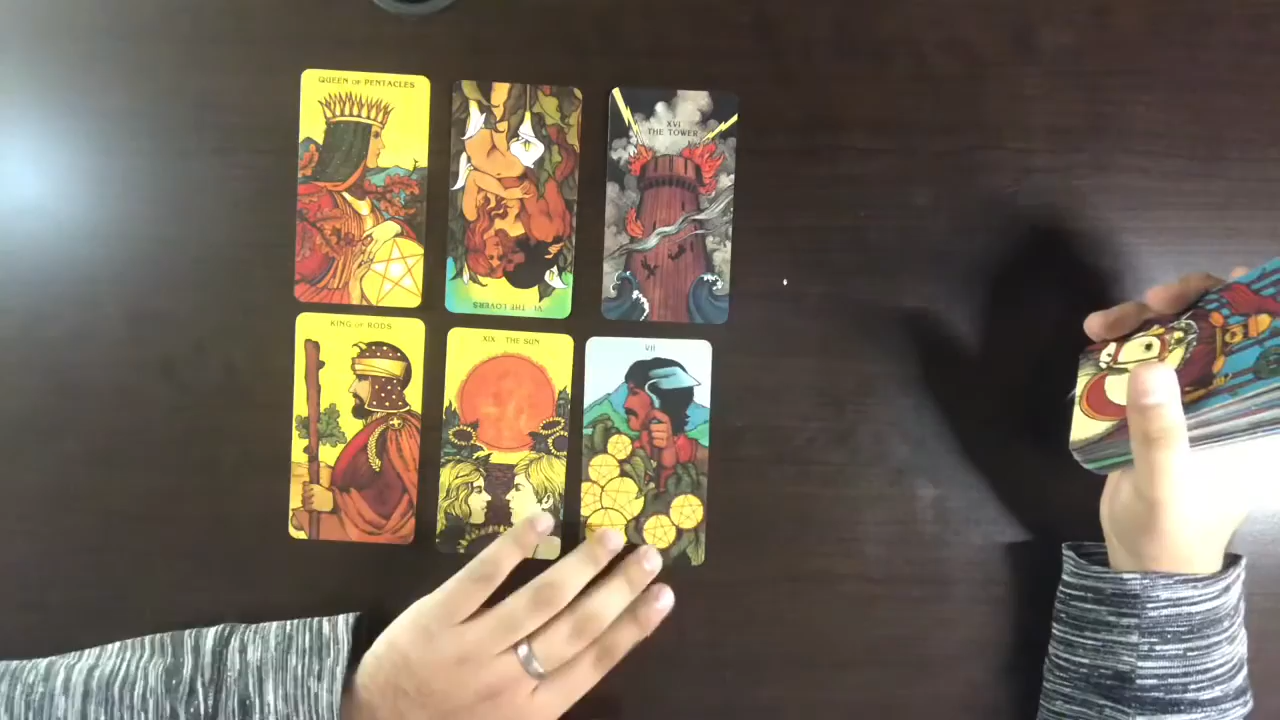 QUEEN OF PENTACLES
VI THE LOVERS
XVI
THE TOWER
KING OF RODS
XIX THE SUN
VII